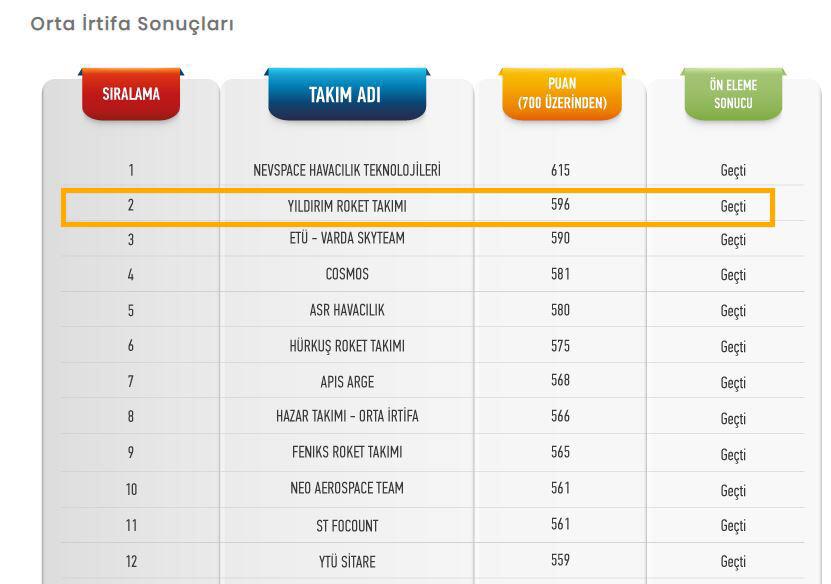 Orta İrtifa Sonuçları
SIRALAMA TAKIM ADI PUAN (700 ÜZERİNDEN) ÖN ELEME SONUCU
1 NEVSPACE HAVACILIK TEKNOLOJİLERİ 615 Geçti
2 YILDIRIM ROKET TAKIMI 596 Geçti
3 ETÜ - VARDA SKYTEAM 590 Geçti
4 COSMOS 581 Geçti
5 ASR HAVACILIK 580 Geçti
6 HÜRKUŞ ROKET TAKIMI 575 Geçti
7 APIS ARGE 568 Geçti
8 HAZAR TAKIMI - ORTA İRTİFA 566 Geçti
9 FENIKS ROKET TAKIMI 565 Geçti
10 NEO AEROSPACE TEAM 561 Geçti
11 ST FOCOUNT 561 Geçti
12 YTÜ SİTARE 559 Geçti